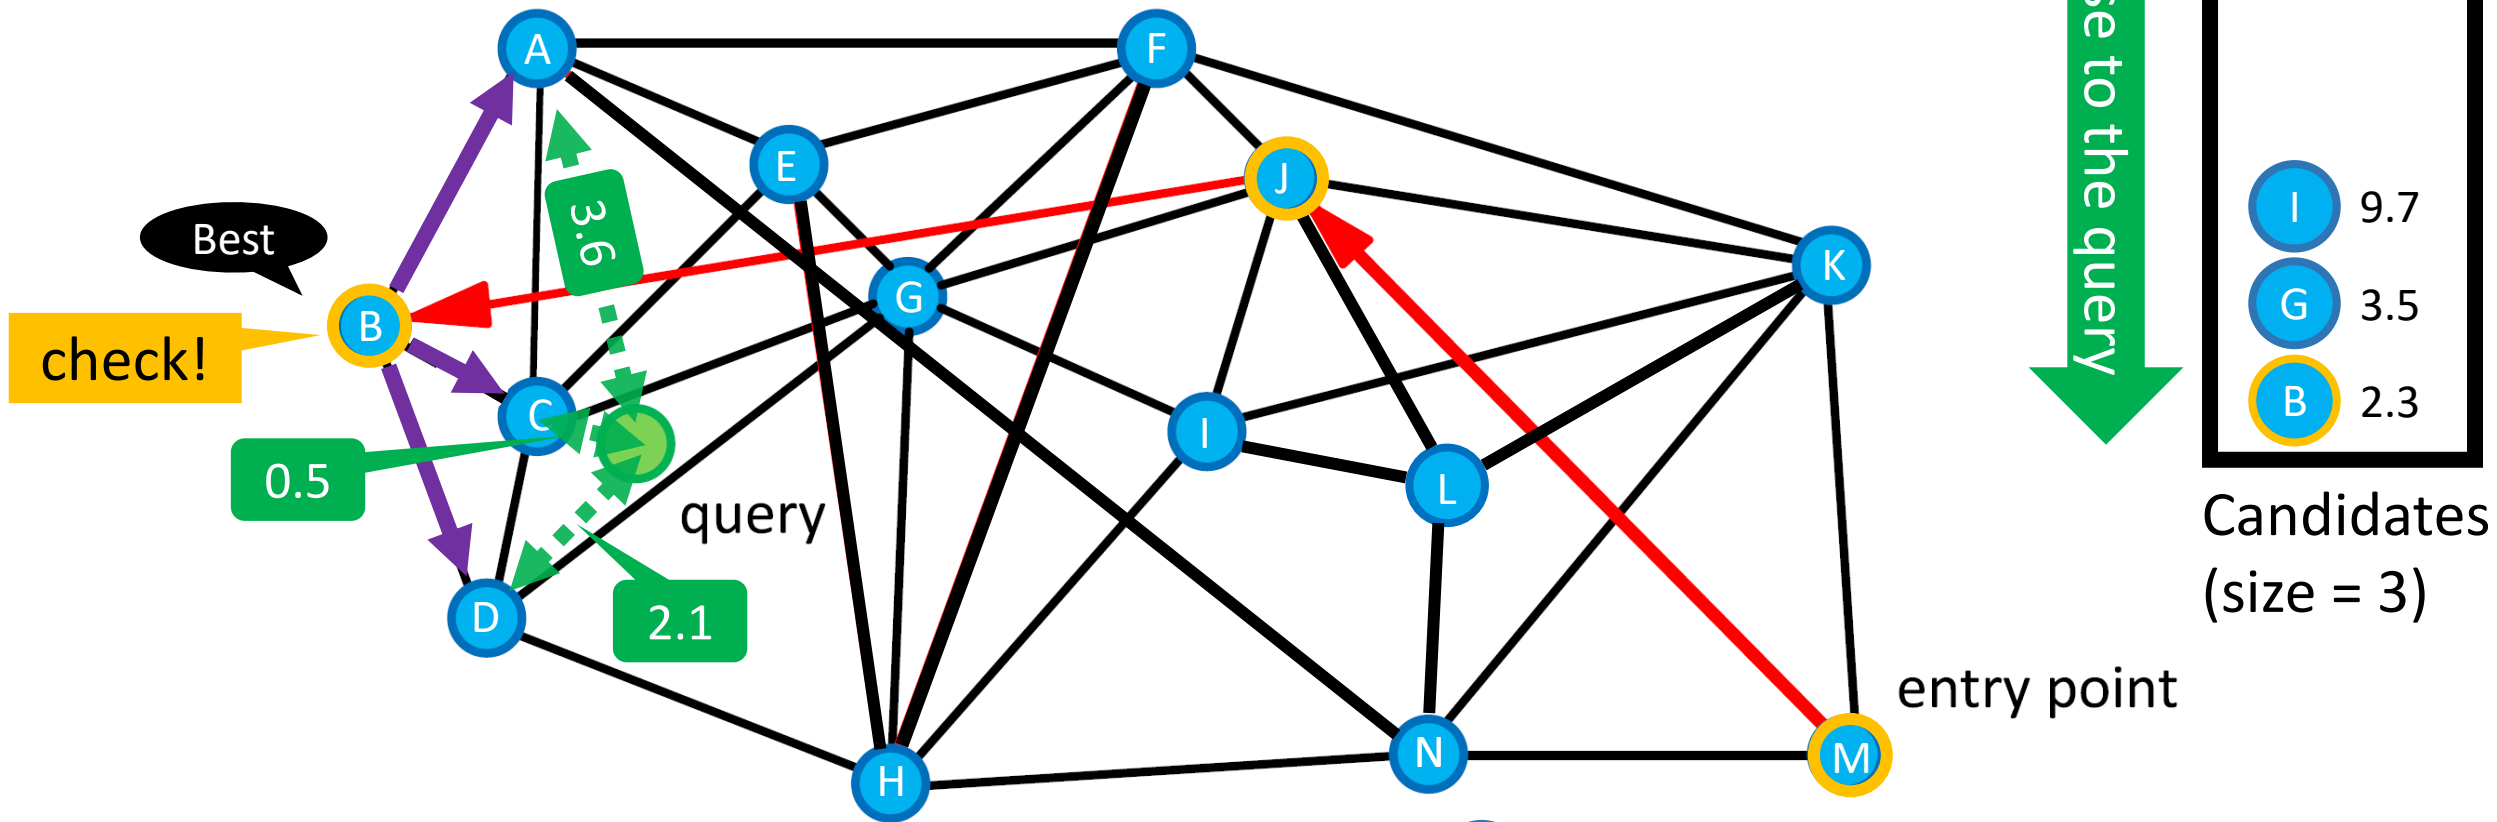 A
F
E
J
Best
3.6
G
K
B
check!
C
I
0.5
L
query
D
2.1
entry point
H
N
M
se to the query
I 9.7
G 3.5
B 2.3
Candidates
(size = 3)